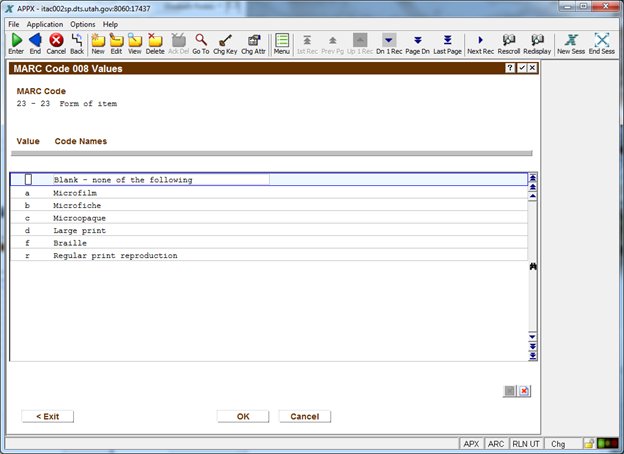 APPX - itac002sp.dts.utah.gov:8060:17437
File Application Options Help
Enter End Cancel Back New Edit View Delete Ack Del Go To Chg Key Chg Attr Menu 1st Rec Prev Pg Up 1 Rec Dn 1 Rec Page Dn Last Page Next Rec Rescroll Redisplay New Sess End Sess
MARC Code 008 Values
MARC Code
23 - 23 Form of item
Value Code Names
Blank - none of the following
a Microfilm
b Microfiche
c Microopaque
d Large print
f Braille
r Regular print reproduction
< Exit OK Cancel
APX ARC RLN UT Chg